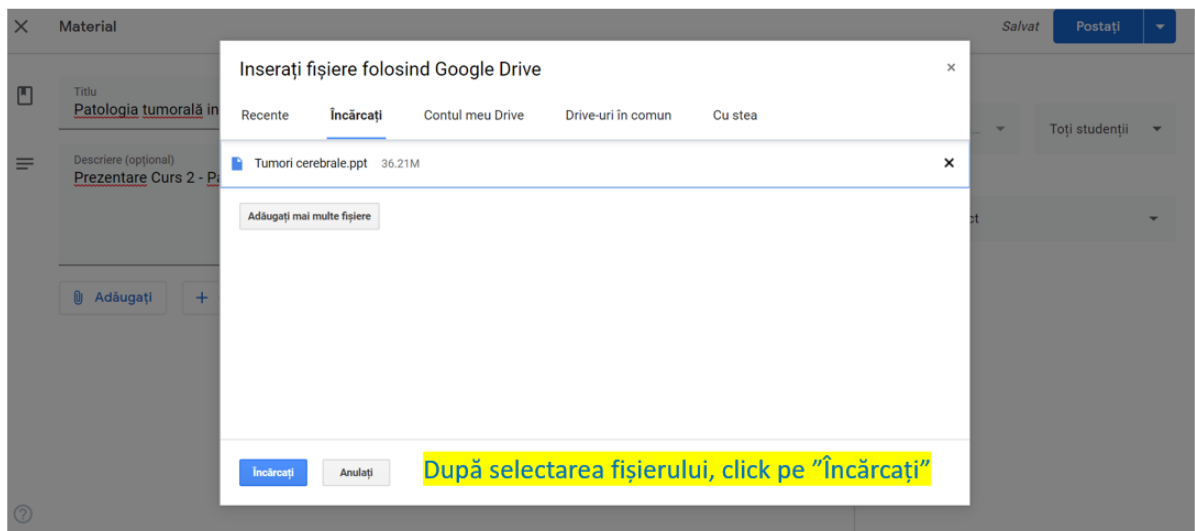 Material
Salvat
Postați
Inserați fișiere folosind Google Drive
Titlu
Patologia tumorală in
Recente Încărcați Contul meu Drive Drive-uri în comun Cu stea
Toți studenții
Descriere (opțional)
Prezentare Curs 2 - Pa
Tumori cerebrale.ppt 36.21M
Adăugați mai multe fișiere
ct
Adăugați
Încărcați Anulați
După selectarea fișierului, click pe ”Încărcați”